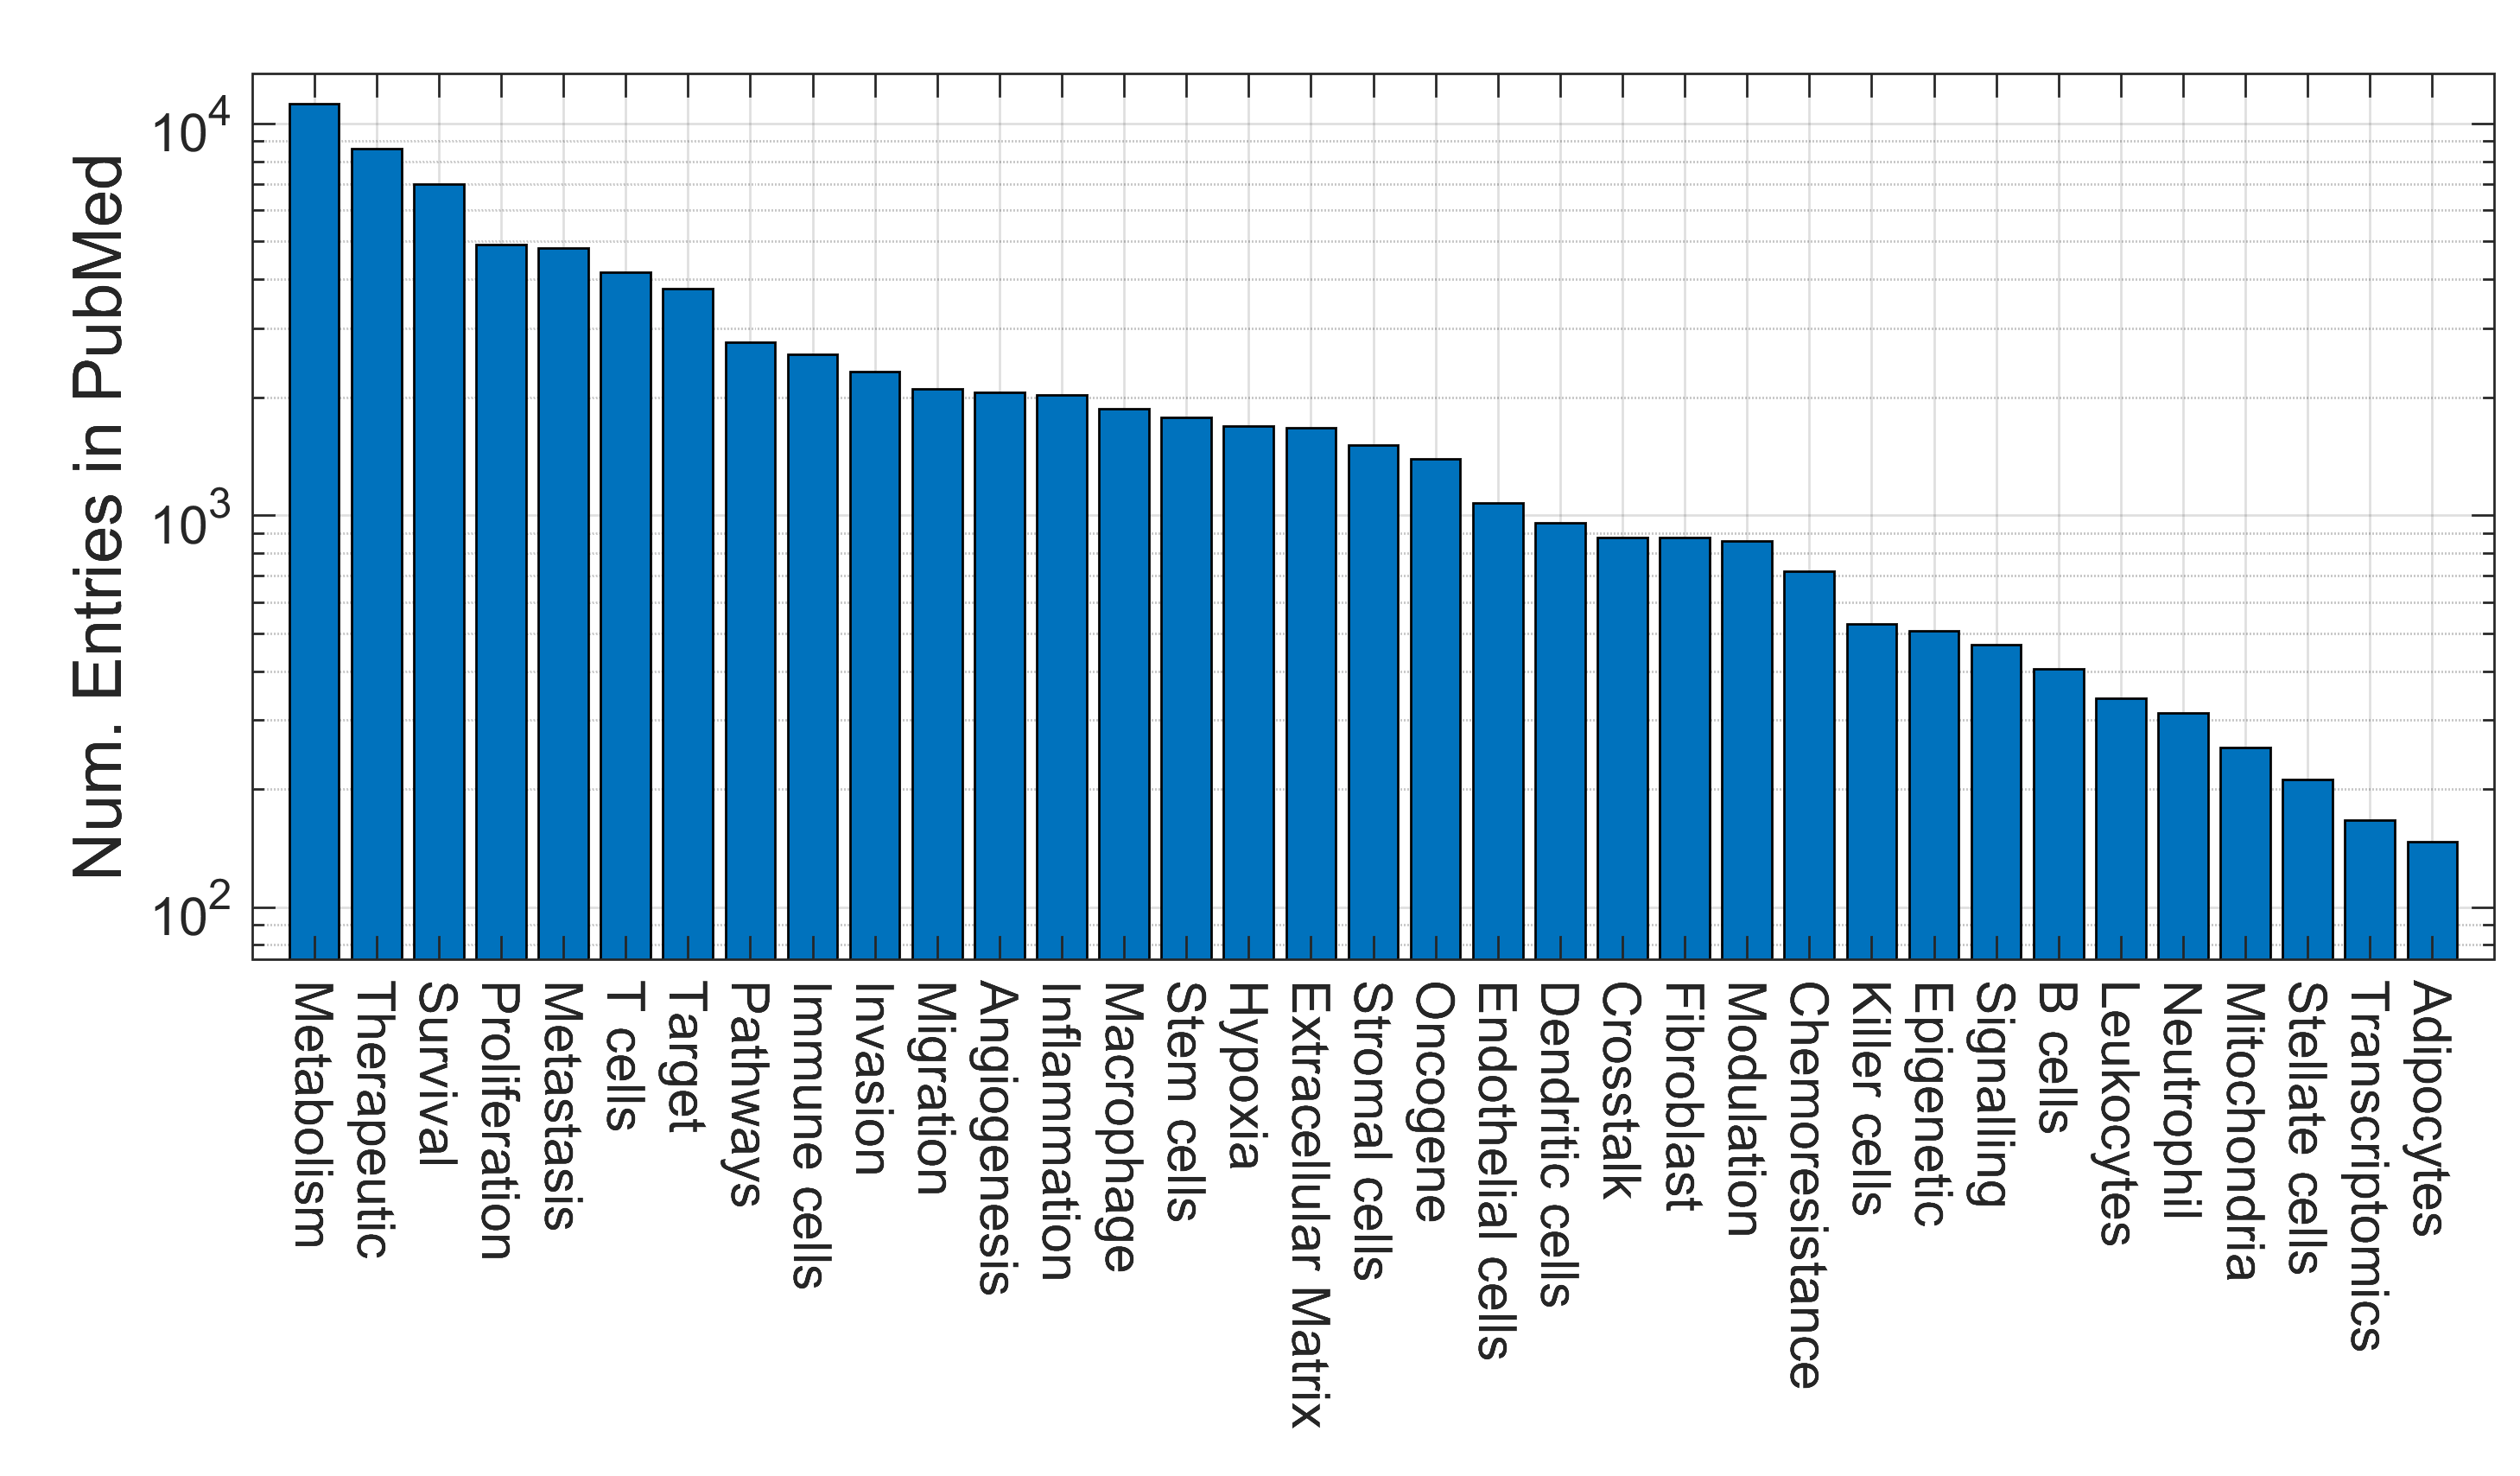 Num. Entries in PubMed
10^4
10^3
10^2
Metabolism
Therapeutic
Survival
Proliferation
Metastasis
T cells
Target
Pathways
Immune cells
Invasion
Migration
Angiogenesis
Inflammation
Macrophage
Stem cells
Hypoxia
Extracellular Matrix
Stromal cells
Oncogene
Endothelial cells
Dendritic cells
Crosstalk
Fibroblast
Modulation
Chemoresistance
Killer cells
Epigenetic
Signalling
B cells
Leukocytes
Neutrophil
Mitochondria
Stellate cells
Transcriptomics
Adipocytes